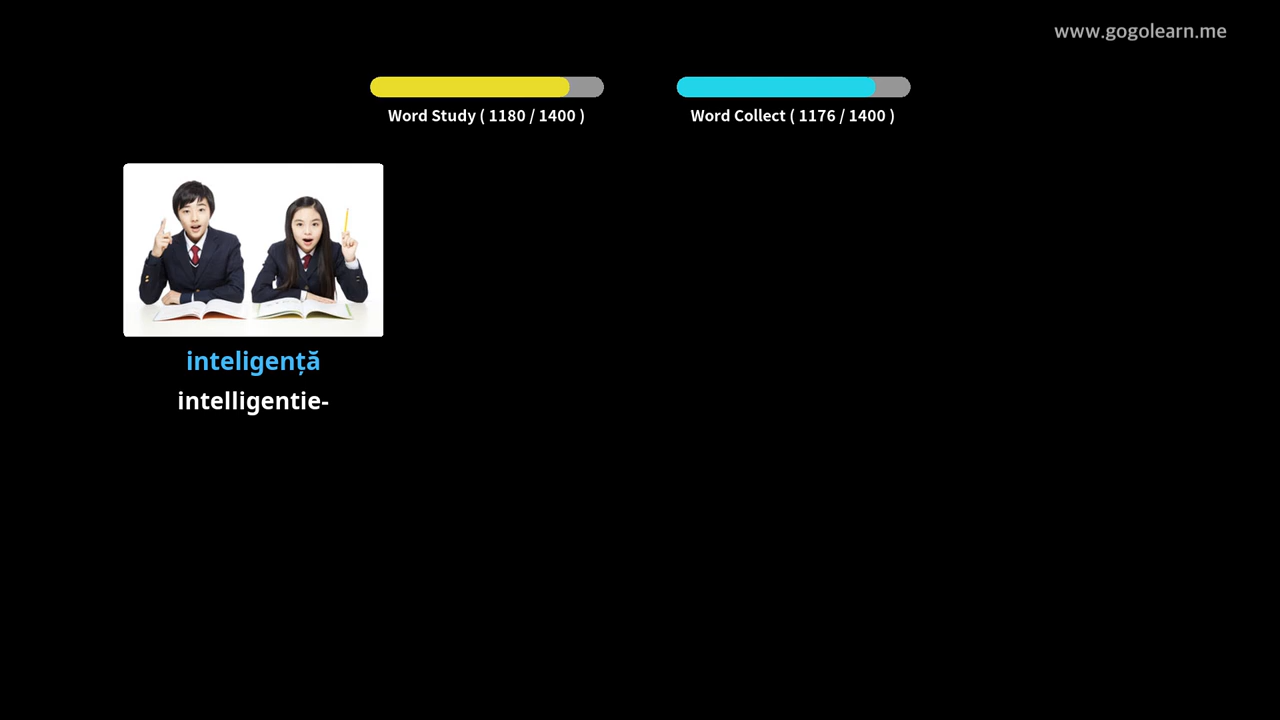 www.gogolearn.me
Word Study ( 1180 / 1400 )
Word Collect ( 1176 / 1400 )
inteligență
intelligentie-